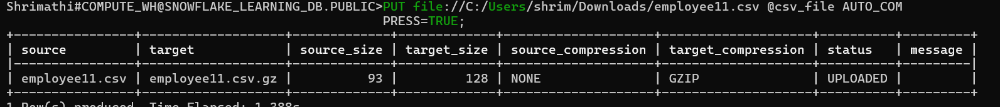 Shrimathi#COMPUTE_WH@SNOWFLAKE_LEARNING_DB.PUBLIC>PUT file://C:/Users/shrim/Downloads/employee11.csv @csv_file AUTO_COM
PRESS=TRUE;
+----------------+-------------------+-------------+-------------+--------------------+--------------------+----------+---------+
| source | target | source_size | target_size | source_compression | target_compression | status | message |
|----------------+-------------------+-------------+-------------+--------------------+--------------------+----------+---------|
| employee11.csv | employee11.csv.gz | 93 | 128 | NONE | GZIP | UPLOADED | |
+----------------+-------------------+-------------+-------------+--------------------+--------------------+----------+---------+
1 Row(s) produced. Time Elapsed: 1.388s